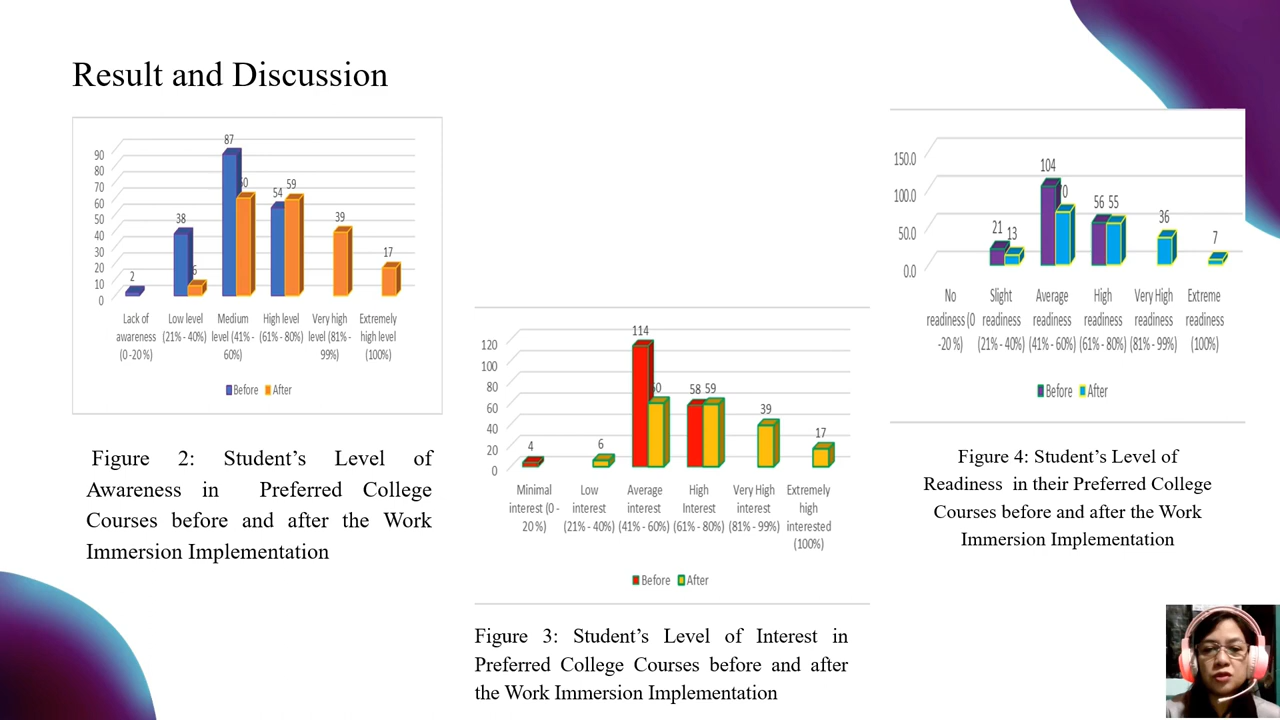 Result and Discussion
87
90
80
70
60
50
40
30
20
10
0
2
38
6
54
59
39
17
Lack of
awareness
(0 -20 %)
Low level
(21% - 40%)
Medium
level (41% -
60%)
High level
(61% - 80%)
Very high
level (81% -
99%)
Extremely
high level
(100%)
Before After
Figure 2: Student’s Level of
Awareness in Preferred College
Courses before and after the Work
Immersion Implementation
114
120
100
80
60
40
20
0
4
6
58
59
39
17
Minimal
interest (0 -
20 %)
Low
interest
(21% - 40%)
Average
interest
(41% - 60%)
High
Interest
(61% - 80%)
Very High
interest
(81% - 99%)
Extremely
high
interested
(100%)
Before After
Figure 3: Student’s Level of Interest in
Preferred College Courses before and after
the Work Immersion Implementation
150.0
100.0
50.0
0.0
21
13
104
56
55
36
7
No
readiness (0
-20 %)
Slight
readiness
(21% - 40%)
Average
readiness
(41% - 60%)
High
readiness
(61% - 80%)
Very High
readiness
(81% - 99%)
Extreme
readiness
(100%)
Before After
Figure 4: Student’s Level of
Readiness in their Preferred College
Courses before and after the Work
Immersion Implementation